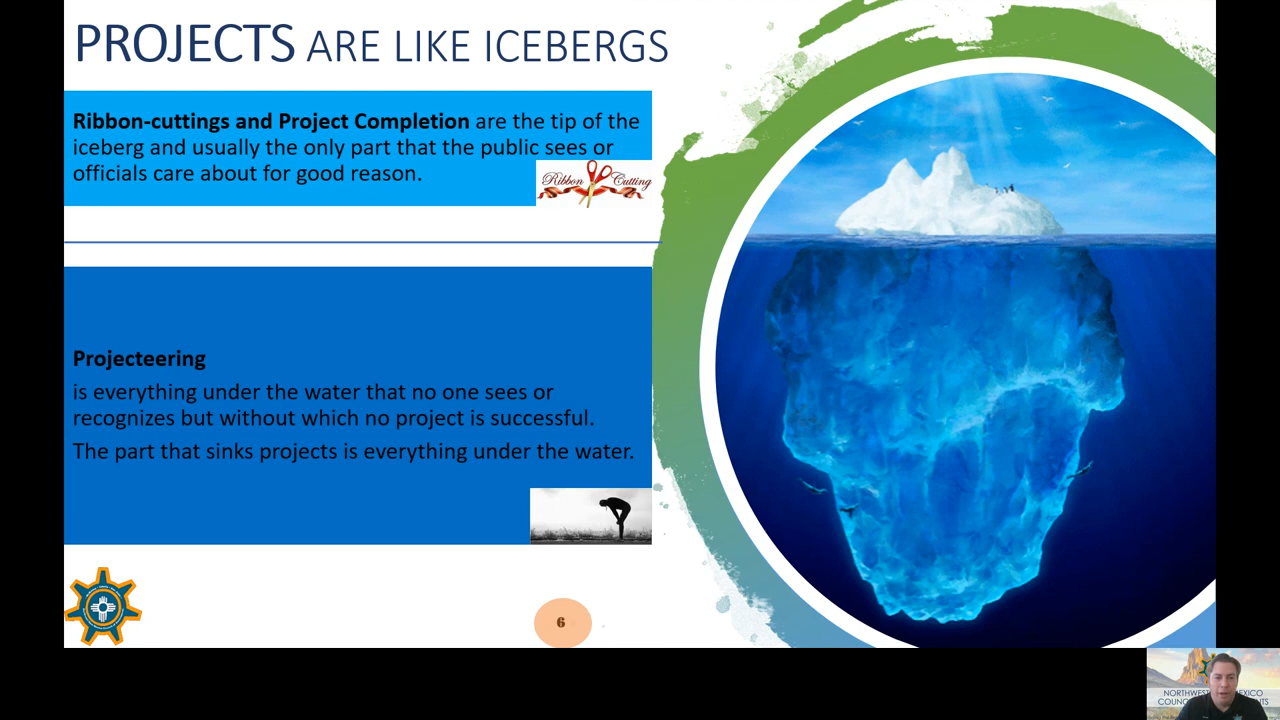 PROJECTS ARE LIKE ICEBERGS
Ribbon-cuttings and Project Completion are the tip of the
iceberg and usually the only part that the public sees or
officials care about for good reason.
Ribbon Cutting
Projecteering
is everything under the water that no one sees or
recognizes but without which no project is successful.
The part that sinks projects is everything under the water.
6